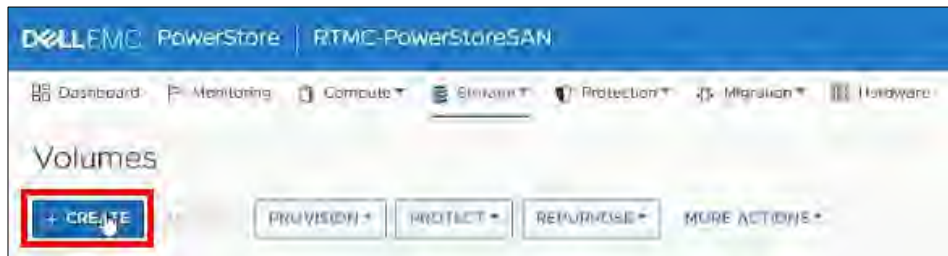 DELLEMC PowerStore | RTMC-PowerStoreSAN
Dashboard Monitoring Compute Storage Protection Migration Hardware
Volumes
+ CREATE PROVISION PROTECT REPURPOSE MORE ACTIONS